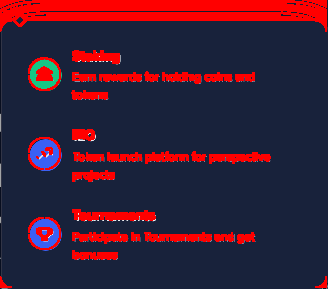 Staking
Earn rewards for holding coins and
tokens
IEO
Token launch platform for perspective
projects
Tournaments
Participate in Tournaments and get
bonuses